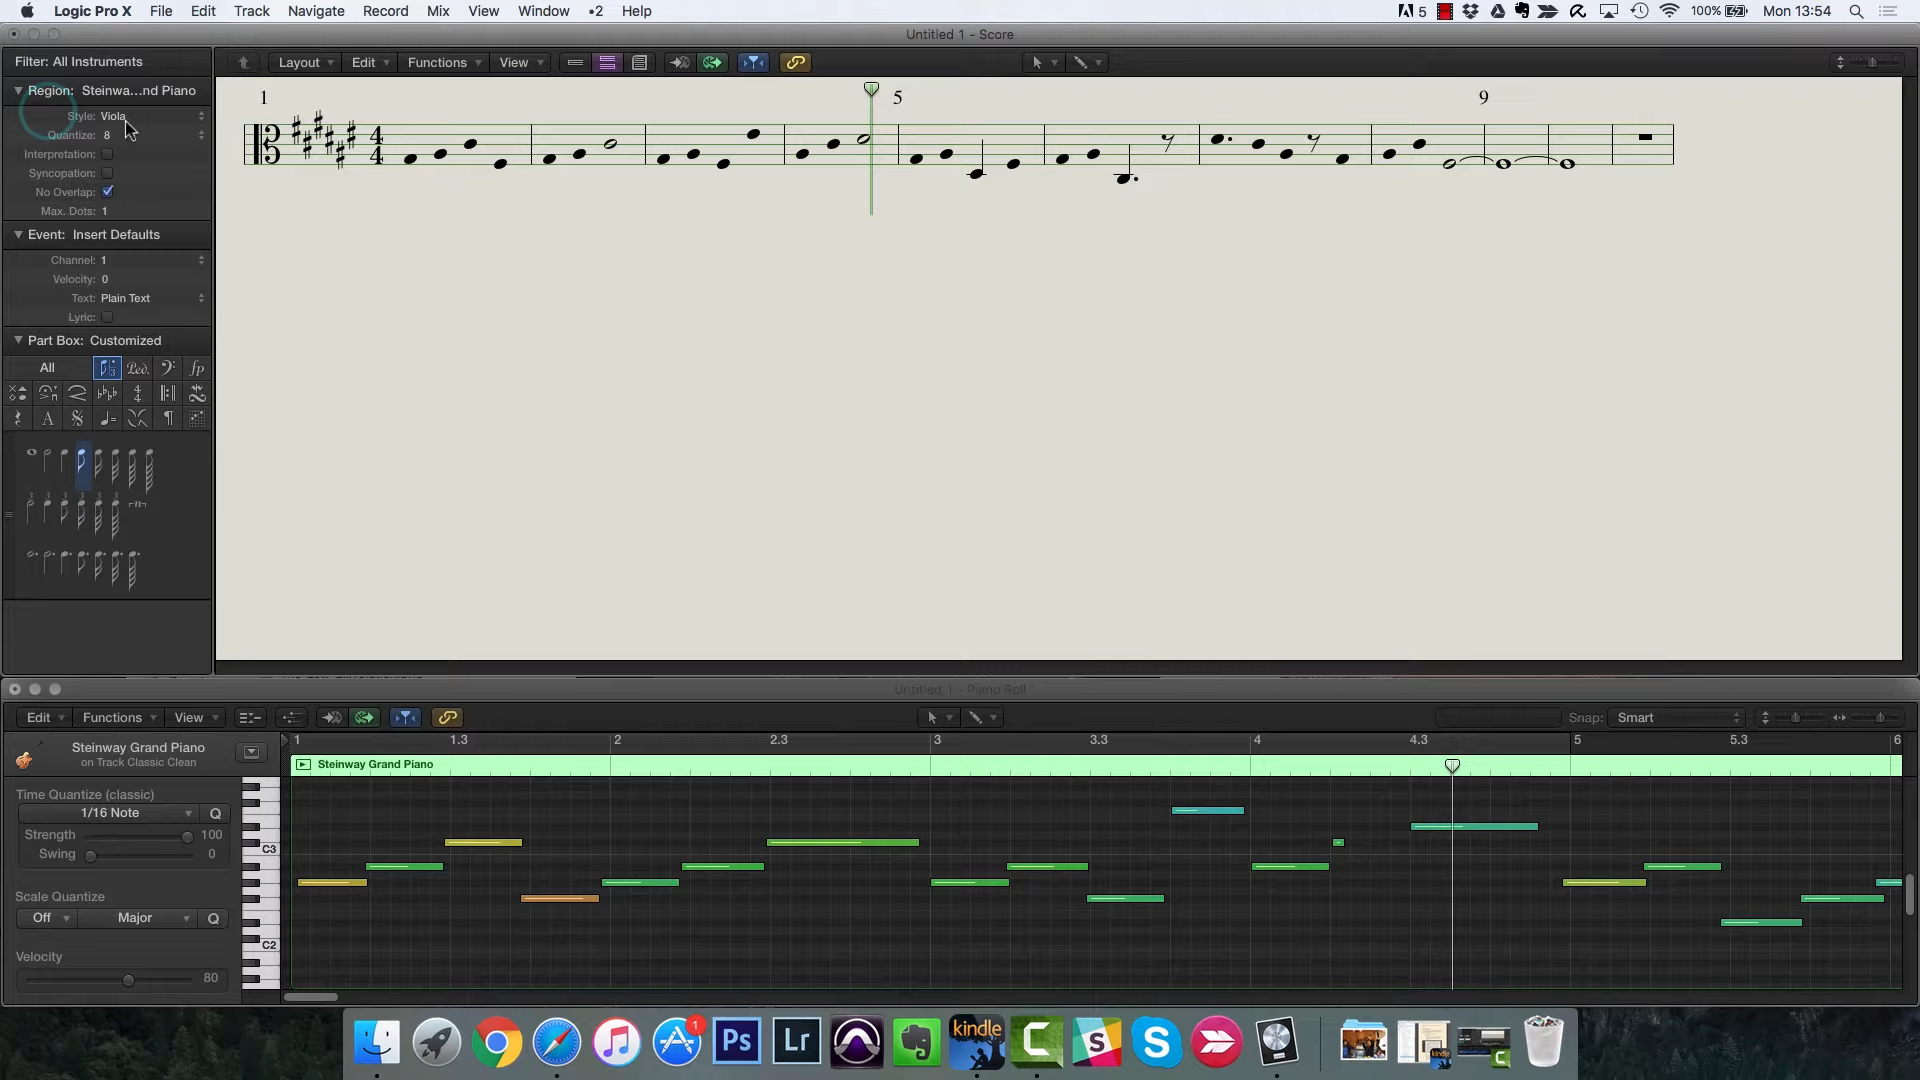 Logic Pro X File Edit Track Navigate Record Mix View Window •2 Help 5 100% Mon 13:54
Untitled 1 - Score
Filter: All Instruments
Layout Edit Functions View
Region: Steinwa...nd Piano
Style: Viola
Quantize: 8
Interpretation:
Syncopation:
No Overlap:
Max. Dots: 1
Event: Insert Defaults
Channel: 1
Velocity: 0
Text: Plain Text
Lyric:
Part Box: Customized
All
1 5 9
4
4
Untitled 1 - Piano Roll
Edit Functions View Snap: Smart
Steinway Grand Piano
on Track Classic Clean
1 1.3 2 2.3 3 3.3 4 4.3 5 5.3 6
Steinway Grand Piano
Time Quantize (classic)
1/16 Note Q
Strength 100
Swing 0
Scale Quantize
Off Major Q
Velocity
80
C3
C2
1
Ps
Lr
kindle
C
S
S